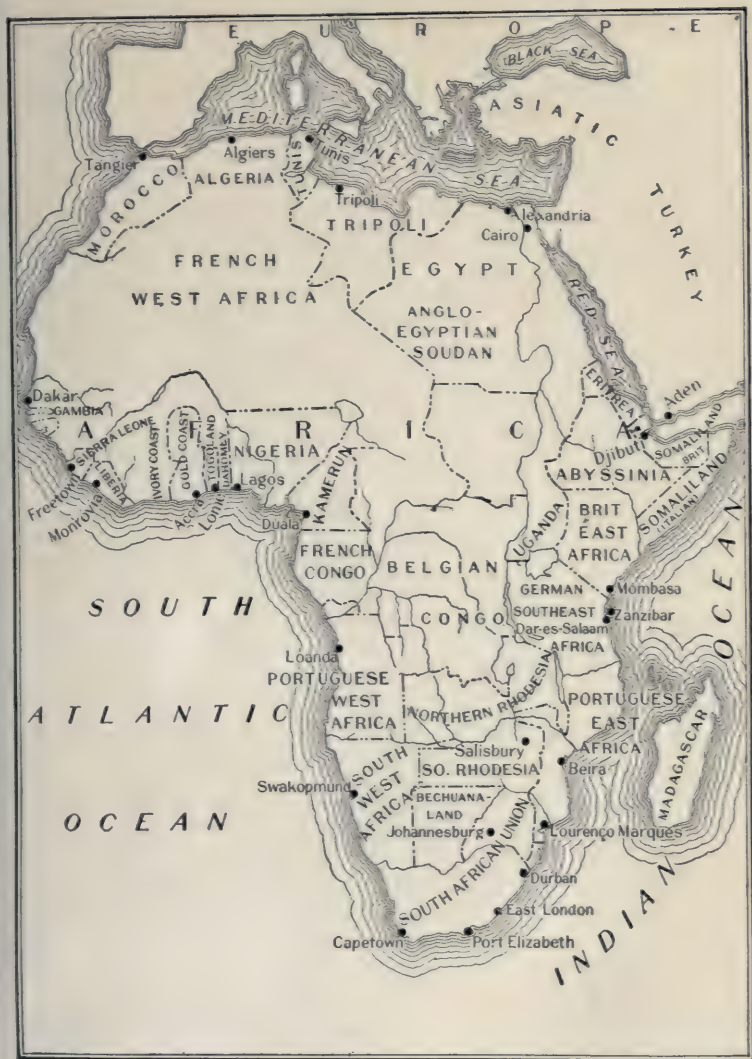 EUROPE
BLACK SEA
ASIATIC
TURKEY
MEDITERRANEAN
SEA
Tangier
Algiers
TUNIS
Tunis
MOROCCO
ALGERIA
Tripoli
TRIPOLI
Alexandria
Cairo
FRENCH
WEST AFRICA
EGYPT
RED SEA
ANGLO-
EGYPTIAN
SOUDAN
Dakar
GAMBIA
ERITREA
Aden
AFRICA
SIERRA LEONE
Freetown
LIBERIA
Monrovia
IVORY COAST
GOLD COAST
TOGOLAND
DAHOMEY
NIGERIA
Accra
Lome
Lagos
Djibuti
SOMALILAND
BRIT
ABYSSINIA
SOMALILAND
(ITALIAN)
KAMERUN
Duala
UGANDA
BRIT
EAST
AFRICA
FRENCH
CONGO
BELGIAN
CONGO
GERMAN
SOUTHEAST
AFRICA
Mombasa
Zanzibar
Dar-es-Salaam
SOUTH
ATLANTIC
OCEAN
Loanda
PORTUGUESE
WEST
AFRICA
NORTHERN RHODESIA
PORTUGUESE
EAST
AFRICA
MADAGASCAR
Salisbury
SO. RHODESIA
Beira
Swakopmund
SOUTH
WEST
AFRICA
BECHUANA-
LAND
Johannesburg
Lourenço Marques
SOUTH AFRICAN UNION
Durban
East London
Capetown
Port Elizabeth
INDIAN
OCEAN